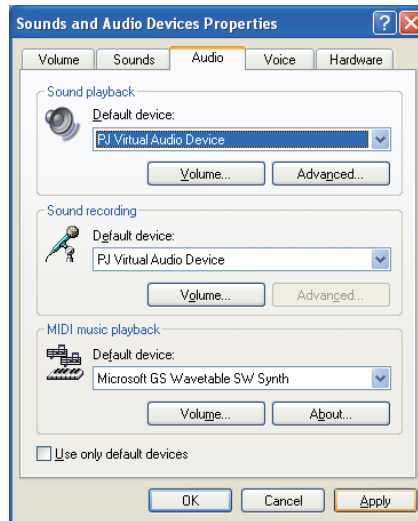 Sounds and Audio Devices Properties
Volume Sounds Audio Voice Hardware
Sound playback
Default device:
PJ Virtual Audio Device
Volume... Advanced...
Sound recording
Default device:
PJ Virtual Audio Device
Volume... Advanced...
MIDI music playback
Default device:
Microsoft GS Wavetable SW Synth
Volume... About...
Use only default devices
OK Cancel Apply